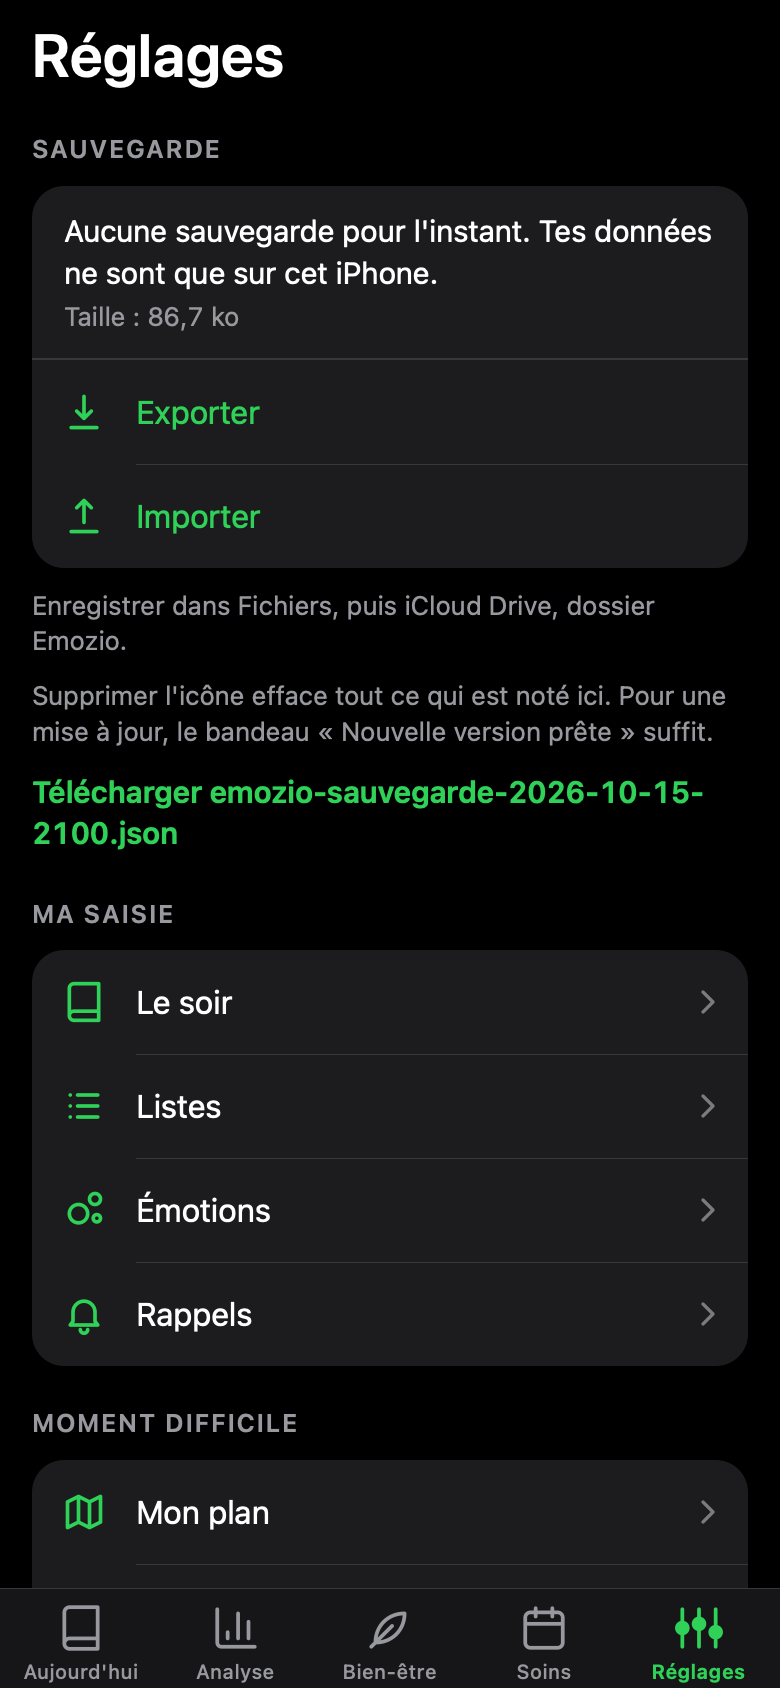 Réglages
SAUVEGARDE
Aucune sauvegarde pour l'instant. Tes données
ne sont que sur cet iPhone.
Taille : 86,7 ko
Exporter
Importer
Enregistrer dans Fichiers, puis iCloud Drive, dossier
Emozio.
Supprimer l'icône efface tout ce qui est noté ici. Pour une
mise à jour, le bandeau « Nouvelle version prête » suffit.
Télécharger emozio-sauvegarde-2026-10-15-
2100.json
MA SAISIE
Le soir
Listes
Émotions
Rappels
MOMENT DIFFICILE
Mon plan
Aujourd'hui
Analyse
Bien-être
Soins
Réglages